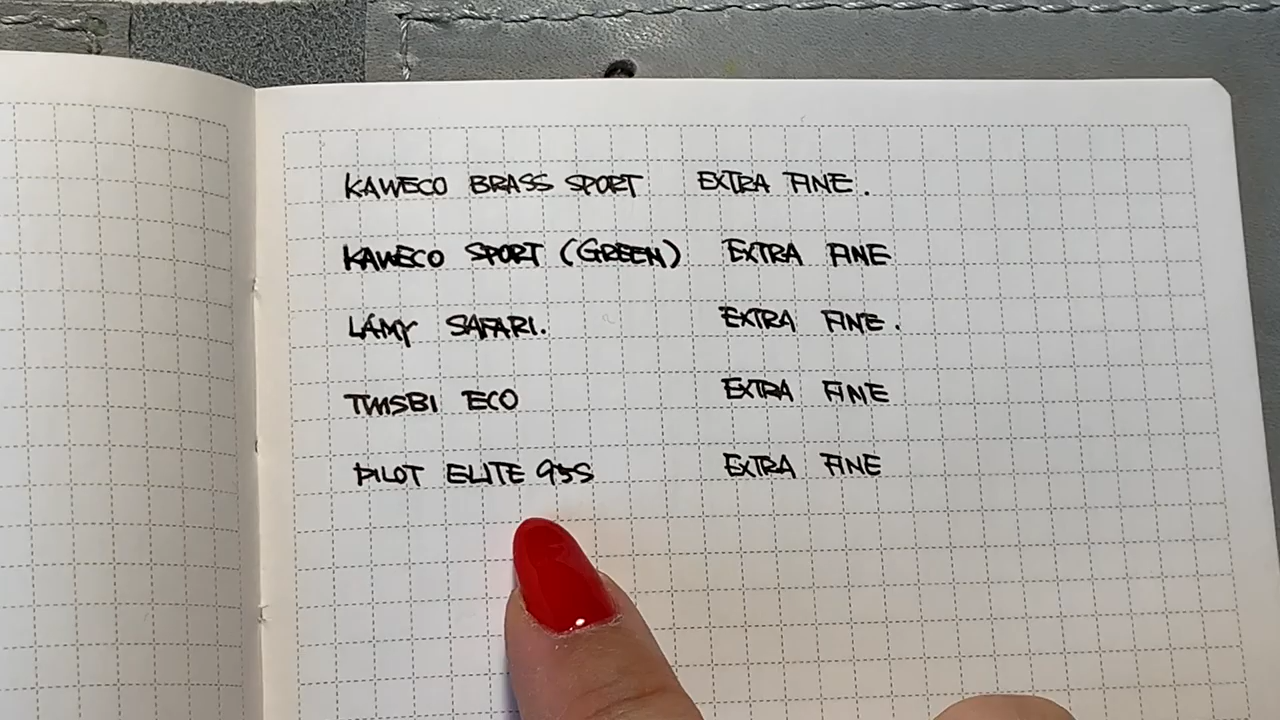 KAWECO BRASS SPORT EXTRA FINE.
KAWECO SPORT (GREEN) EXTRA FINE
LAMY SAFARI. EXTRA FINE.
TWSBI ECO EXTRA FINE
PILOT ELITE 95S EXTRA FINE